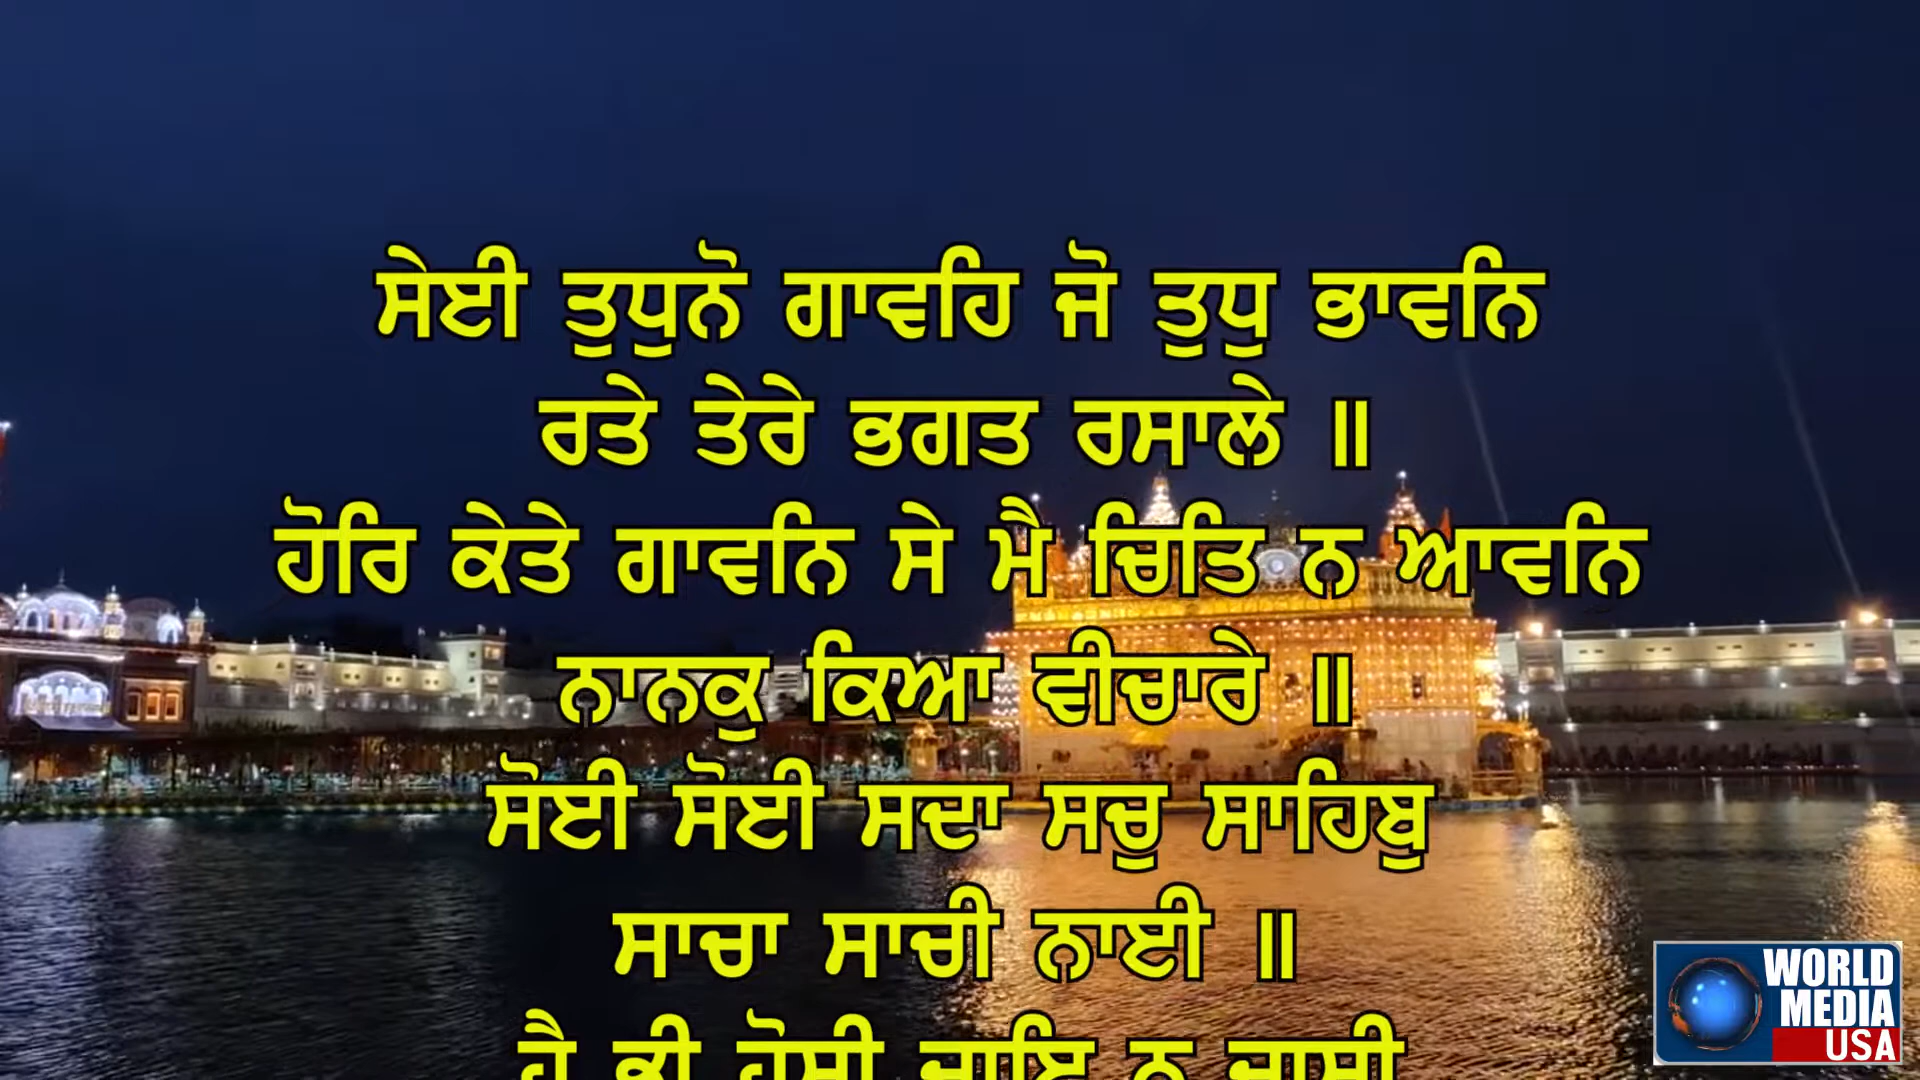 ਸੇਈ ਤੁਧੁਨੋ ਗਾਵਹਿ ਜੋ ਤੁਧੁ ਭਾਵਨਿ
ਰਤੇ ਤੇਰੇ ਭਗਤ ਰਸਾਲੇ ॥
ਹੋਰਿ ਕੇਤੇ ਗਾਵਨਿ ਸੇ ਮੈ ਚਿਤਿ ਨ ਆਵਨਿ
ਨਾਨਕੁ ਕਿਆ ਵੀਚਾਰੇ ॥
ਸੋਈ ਸੋਈ ਸਦਾ ਸਚੁ ਸਾਹਿਬੁ
ਸਾਚਾ ਸਾਚੀ ਨਾਈ ॥
ਹੈ ਭੀ ਹੋਸੀ ਜਾਇ ਨ ਜਾਸੀ
WORLD
MEDIA
USA